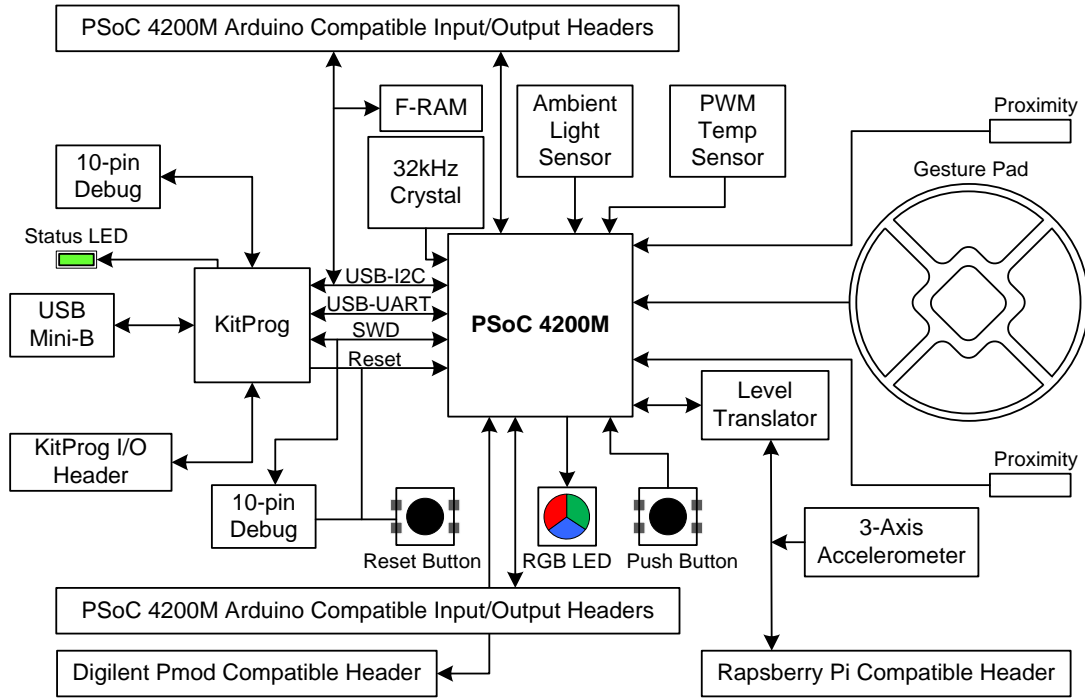 PSoC 4200M Arduino Compatible Input/Output Headers
F-RAM
Ambient
Light
Sensor
PWM
Temp
Sensor
Proximity
10-pin
Debug
32kHz
Crystal
Gesture Pad
Status LED
USB-I2C
USB
Mini-B
KitProg
USB-UART
PSoC 4200M
SWD
Reset
Level
Translator
KitProg I/O
Header
Proximity
10-pin
Debug
3-Axis
Accelerometer
Reset Button
RGB LED
Push Button
PSoC 4200M Arduino Compatible Input/Output Headers
Digilent Pmod Compatible Header
Rapsberry Pi Compatible Header